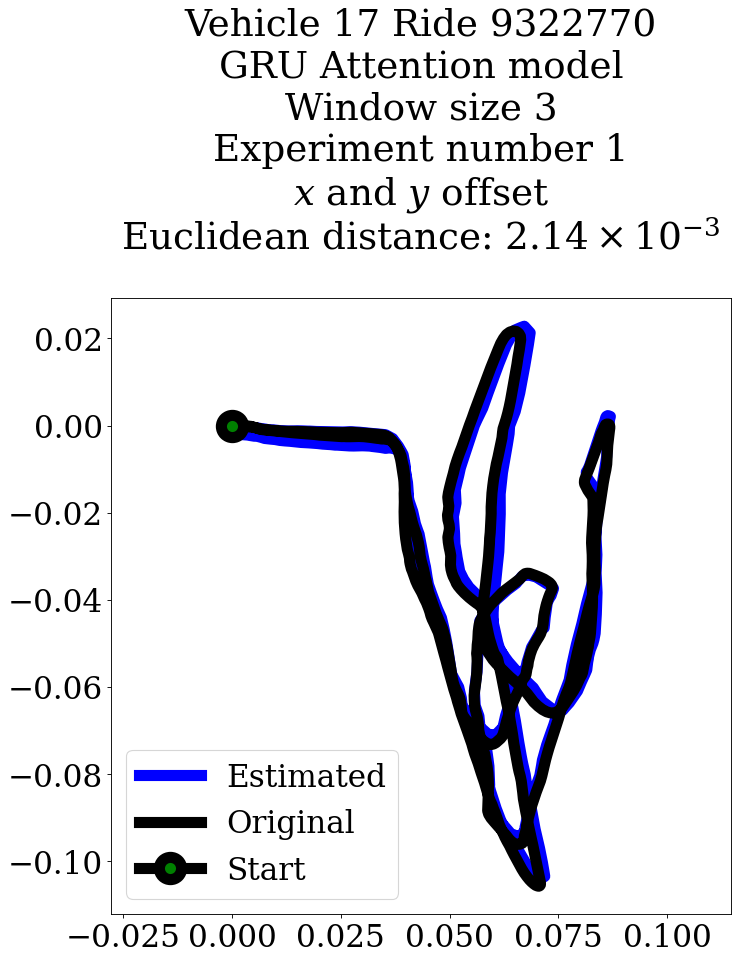 Vehicle 17 Ride 9322770
GRU Attention model
Window size 3
Experiment number 1
x and y offset
Euclidean distance: 2.14 × 10⁻³
0.02
0.00
−0.02
−0.04
−0.06
−0.08
−0.10
Estimated
Original
Start
−0.025 0.000 0.025 0.050 0.075 0.100